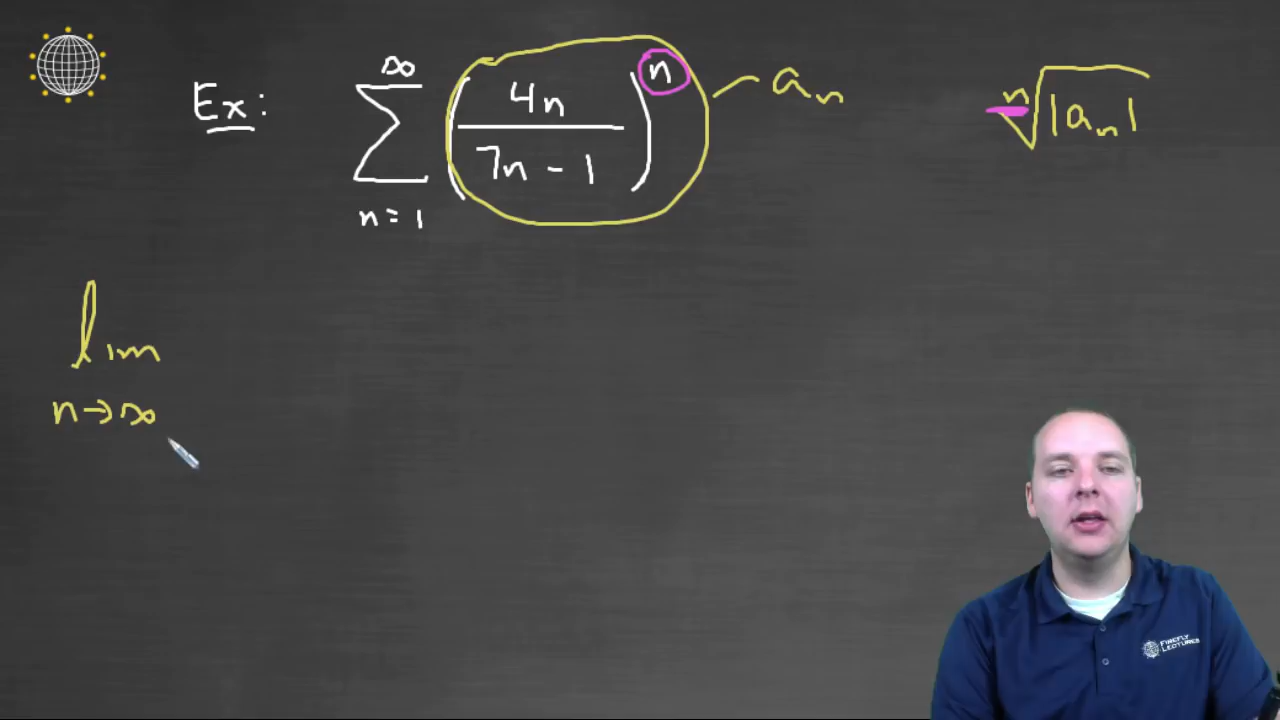 Ex: ∞ ∑ n = 1 ( 4n / 7n - 1 )^n — a_n
n√|a_n|
lim
n→∞
FIREFLY
LECTURES